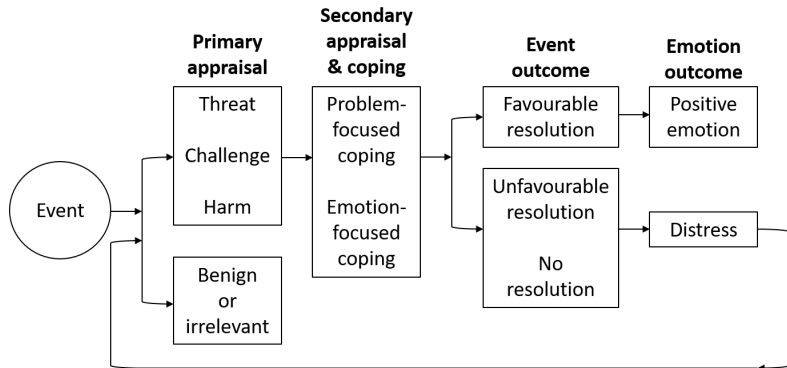 Primary
appraisal
Secondary
appraisal
& coping
Event
outcome
Emotion
outcome
Event
Threat
Challenge
Harm
Benign
or
irrelevant
Problem-
focused
coping
Emotion-
focused
coping
Favourable
resolution
Unfavourable
resolution
No
resolution
Positive
emotion
Distress